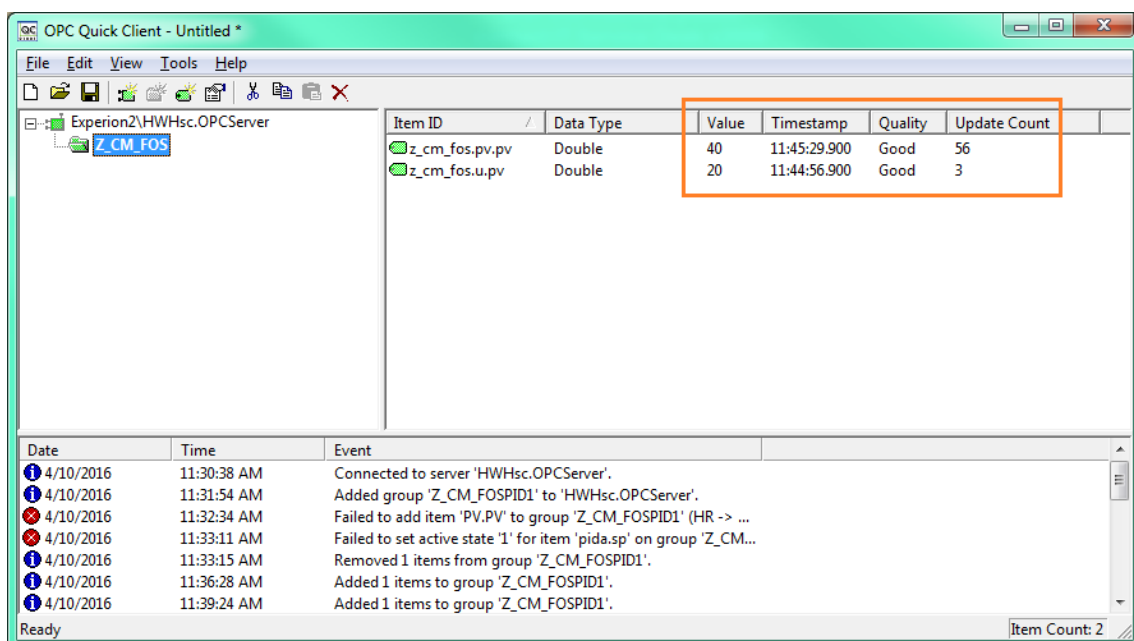 OPC Quick Client - Untitled *
File Edit View Tools Help
Experion2\HWHsc.OPCServer
Z_CM_FOS
Item ID Data Type Value Timestamp Quality Update Count
z_cm_fos.pv.pv Double 40 11:45:29.900 Good 56
z_cm_fos.u.pv Double 20 11:44:56.900 Good 3
Date Time Event
4/10/2016 11:30:38 AM Connected to server 'HWHsc.OPCServer'.
4/10/2016 11:31:54 AM Added group 'Z_CM_FOSPID1' to 'HWHsc.OPCServer'.
4/10/2016 11:32:34 AM Failed to add item 'PV.PV' to group 'Z_CM_FOSPID1' (HR -> ...
4/10/2016 11:33:11 AM Failed to set active state '1' for item 'pida.sp' on group 'Z_CM...
4/10/2016 11:33:15 AM Removed 1 items from group 'Z_CM_FOSPID1'.
4/10/2016 11:36:28 AM Added 1 items to group 'Z_CM_FOSPID1'.
4/10/2016 11:39:24 AM Added 1 items to group 'Z_CM_FOSPID1'.
Ready Item Count: 2